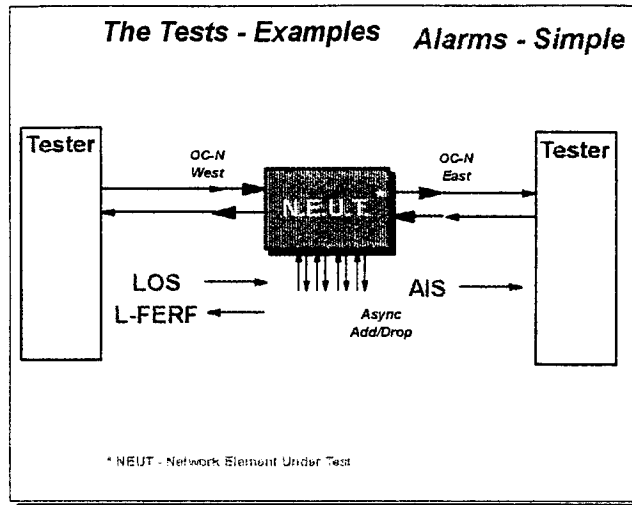 The Tests - Examples Alarms - Simple
Tester
OC-N
West
N.E.U.T. *
OC-N
East
Tester
LOS
L-FERF
AIS
Async
Add/Drop
* NEUT - Network Element Under Test